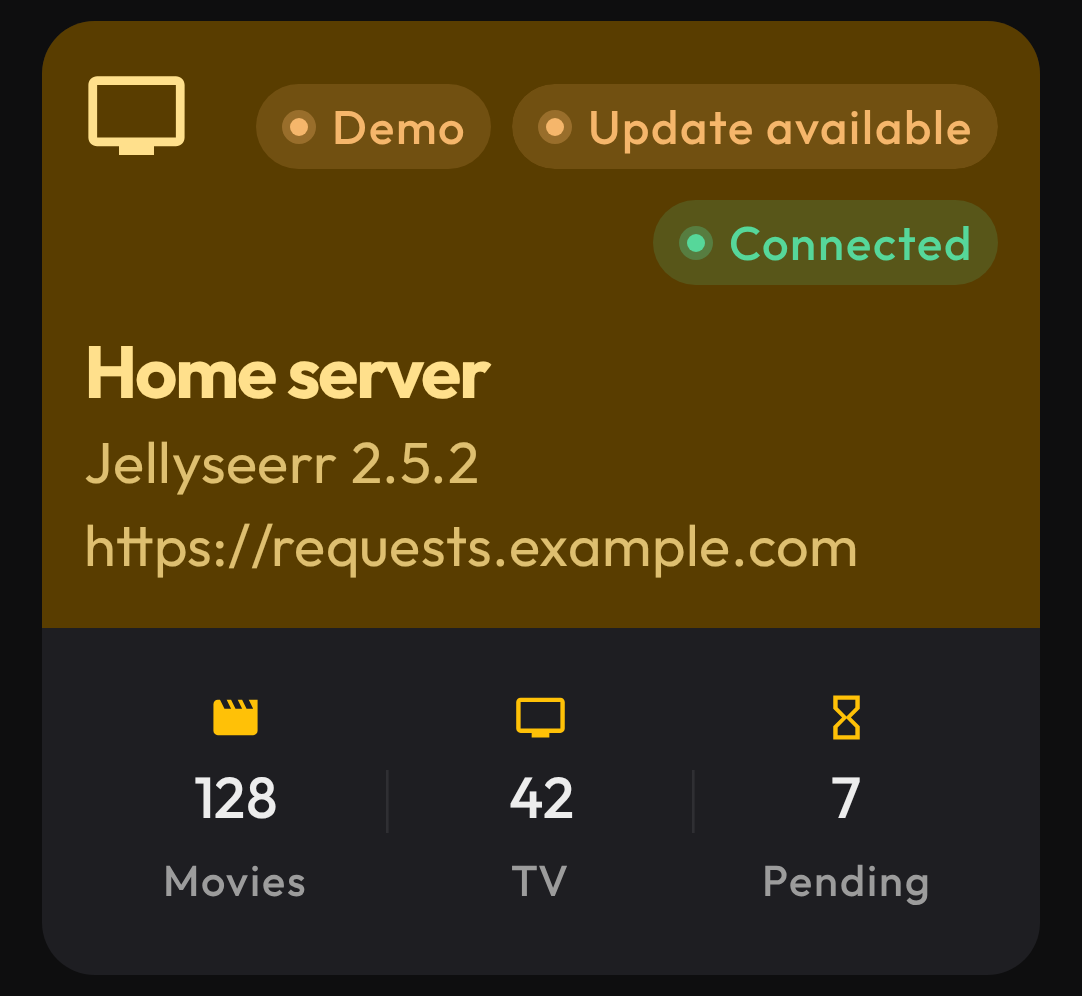 Demo
Update available
Connected
Home server
Jellyseerr 2.5.2
https://requests.example.com
128
42
7
Movies
TV
Pending